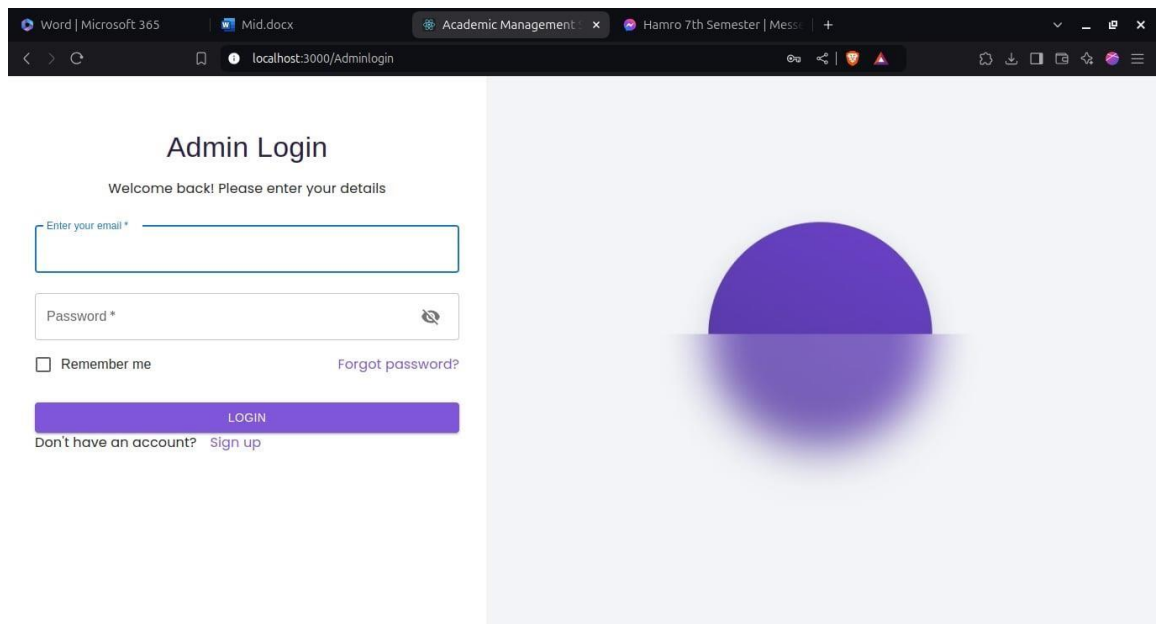 Word | Microsoft 365
Mid.docx
Academic Management S
Hamro 7th Semester | Messe
localhost:3000/Adminlogin
Admin Login
Welcome back! Please enter your details
Enter your email *
Password *
Remember me
Forgot password?
LOGIN
Don't have an account? Sign up